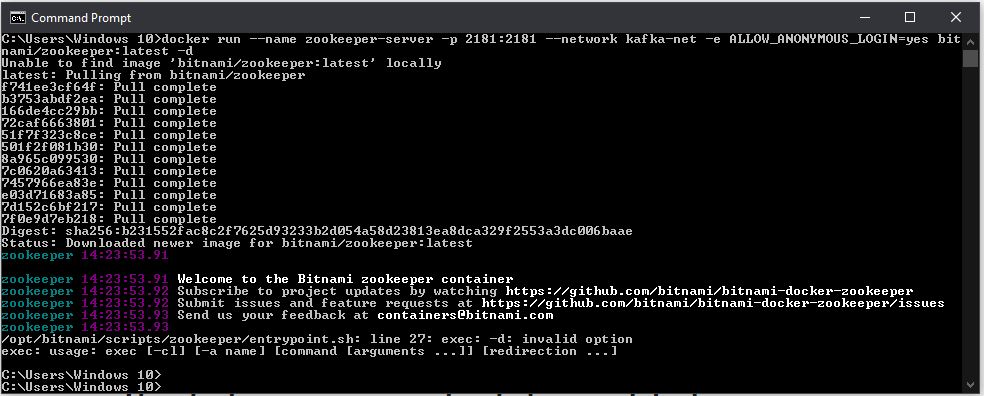 Command Prompt
C:\Users\Windows 10>docker run --name zookeeper-server -p 2181:2181 --network kafka-net -e ALLOW_ANONYMOUS_LOGIN=yes bit
nami/zookeeper:latest -d
Unable to find image 'bitnami/zookeeper:latest' locally
latest: Pulling from bitnami/zookeeper
f741ee3cf64f: Pull complete
b3753abdf2ea: Pull complete
166de4cc29bb: Pull complete
72caf6663801: Pull complete
51f7f323c8ce: Pull complete
501f2f081b30: Pull complete
8a965c099530: Pull complete
7c0620a63413: Pull complete
7457966ea83e: Pull complete
e03d71683a85: Pull complete
7d152c6bf217: Pull complete
7f0e9d7eb218: Pull complete
Digest: sha256:b231552fac8c2f7625d93233b2d054a58d23813ea8dca329f2553a3dc006baae
Status: Downloaded newer image for bitnami/zookeeper:latest
zookeeper 14:23:53.91
zookeeper 14:23:53.91 Welcome to the Bitnami zookeeper container
zookeeper 14:23:53.92 Subscribe to project updates by watching https://github.com/bitnami/bitnami-docker-zookeeper
zookeeper 14:23:53.92 Submit issues and feature requests at https://github.com/bitnami/bitnami-docker-zookeeper/issues
zookeeper 14:23:53.93 Send us your feedback at containers@bitnami.com
zookeeper 14:23:53.93
/opt/bitnami/scripts/zookeeper/entrypoint.sh: line 27: exec: -d: invalid option
exec: usage: exec [-cl] [-a name] [command [arguments ...]] [redirection ...]
C:\Users\Windows 10>
C:\Users\Windows 10>